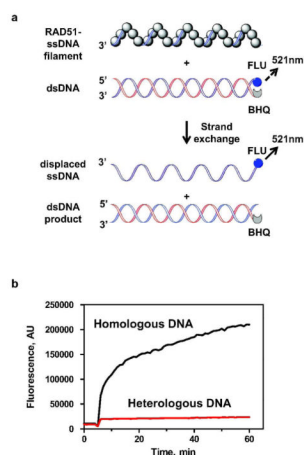 a
RAD51-
ssDNA
filament
3'
+
FLU
521nm
dsDNA
5'
3'
BHQ
Strand
exchange
FLU
521nm
displaced
ssDNA
3'
+
dsDNA
product
5'
3'
BHQ
b
Fluorescence, AU
250000
200000
150000
100000
50000
0
Homologous DNA
Heterologous DNA
0
20
40
60
Time, min